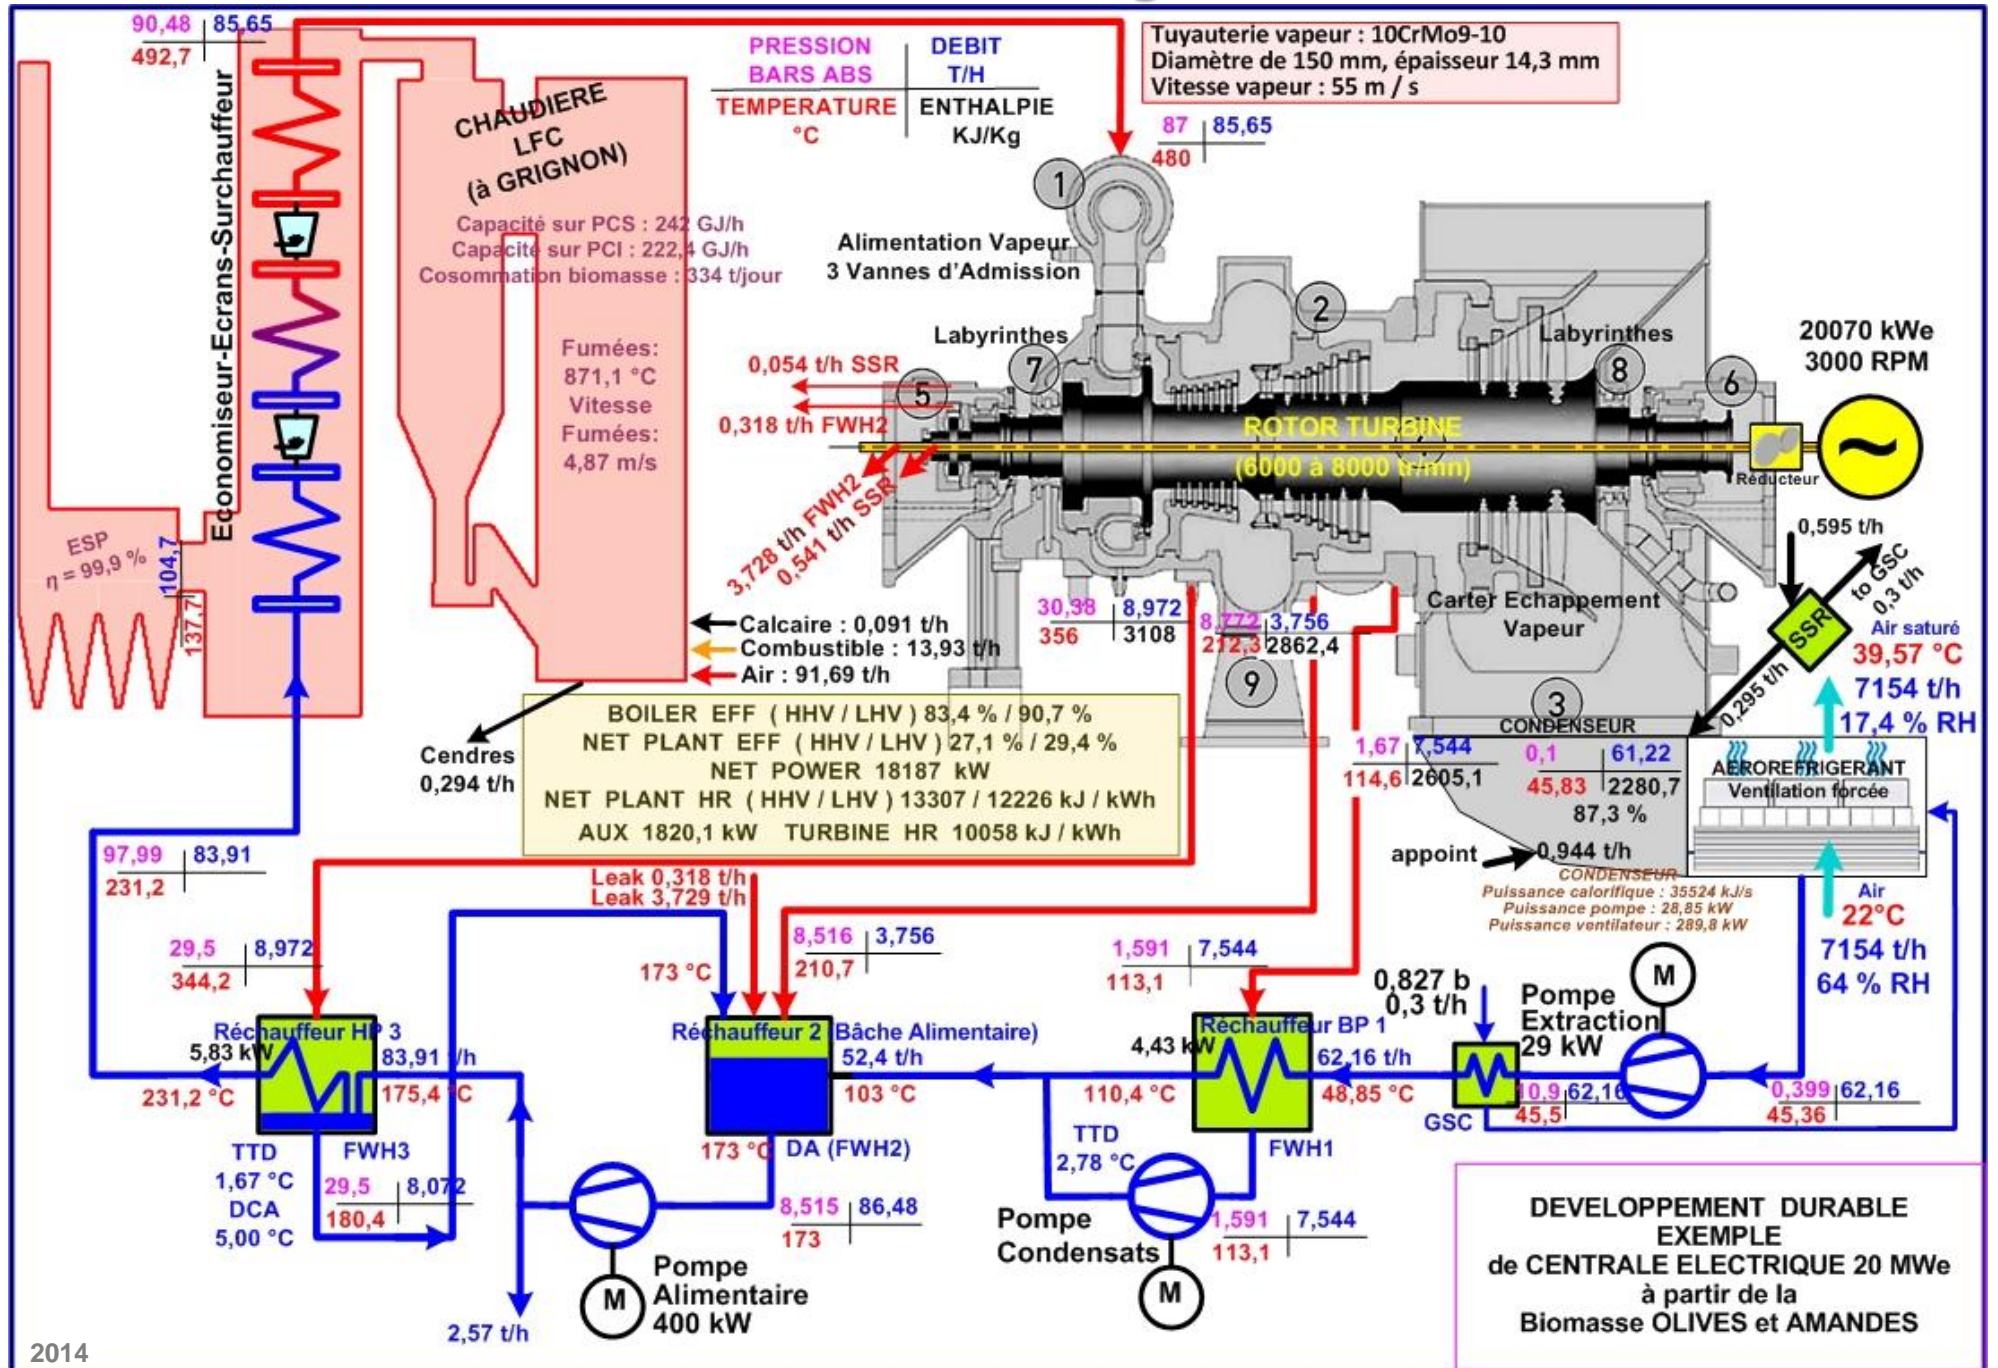 90,48 85,65
492,7
Economiseur-Ecrans-Surchauffeur
CHAUDIERE
LFC
(à GRIGNON)
Capacité sur PCS : 242 GJ/h
Capacité sur PCI : 222,4 GJ/h
Cosommation biomasse : 334 t/jour
Fumées:
871,1 °C
Vitesse
Fumées:
4,87 m/s
PRESSION DEBIT
BARS ABS T/H
TEMPERATURE ENTHALPIE
°C KJ/Kg
Tuyauterie vapeur : 10CrMo9-10
Diamètre de 150 mm, épaisseur 14,3 mm
Vitesse vapeur : 55 m / s
87 85,65
480
1
Alimentation Vapeur
3 Vannes d'Admission
2
Labyrinthes
7
Labyrinthes
8
5
6
0,054 t/h SSR
0,318 t/h FWH2
3,728 t/h FWH2
0,541 t/h SSR
ROTOR TURBINE
(6000 à 8000 tr/mn)
20070 kWe
3000 RPM
~
Réducteur
0,595 t/h
to GSC
0,3 t/h
SSR
0,295 t/h
Air saturé
39,57 °C
7154 t/h
17,4 % RH
ESP
η = 99,9 %
104,7
137,7
Calcaire : 0,091 t/h
Combustible : 13,93 t/h
Air : 91,69 t/h
Cendres
0,294 t/h
30,38 8,972
356 3108
8,772 3,756
212,3 2862,4
9
Carter Echappement
Vapeur
3
CONDENSEUR
1,67 7,544
114,6 2605,1
0,1 61,22
45,83 2280,7
87,3 %
appoint
0,944 t/h
AEROREFRIGERANT
Ventilation forcée
CONDENSEUR
Puissance calorifique : 35524 kJ/s
Puissance pompe : 28,85 kW
Puissance ventilateur : 289,8 kW
Air
22°C
7154 t/h
64 % RH
BOILER EFF ( HHV / LHV ) 83,4 % / 90,7 %
NET PLANT EFF ( HHV / LHV ) 27,1 % / 29,4 %
NET POWER 18187 kW
NET PLANT HR ( HHV / LHV ) 13307 / 12226 kJ / kWh
AUX 1820,1 kW TURBINE HR 10058 kJ / kWh
97,99 83,91
231,2
Leak 0,318 t/h
Leak 3,729 t/h
29,5 8,972
344,2
173 °C
8,516 3,756
210,7
1,591 7,544
113,1
0,827 b
0,3 t/h
Pompe
Extraction
29 kW
M
Réchauffeur HP 3
5,83 kW
83,91 t/h
231,2 °C
175,4 °C
TTD
1,67 °C
DCA
5,00 °C
FWH3
29,5 8,072
180,4
Réchauffeur 2 (Bâche Alimentaire)
52,4 t/h
103 °C
173 °C
DA (FWH2)
8,515 86,48
173
Pompe
Alimentaire
400 kW
M
2,57 t/h
Réchauffeur BP 1
4,43 kW
62,16 t/h
110,4 °C
48,85 °C
TTD
2,78 °C
FWH1
Pompe
Condensats
M
1,591 7,544
113,1
GSC
10,9 62,16
45,5
0,399 62,16
45,36
DEVELOPPEMENT DURABLE
EXEMPLE
de CENTRALE ELECTRIQUE 20 MWe
à partir de la
Biomasse OLIVES et AMANDES
2014